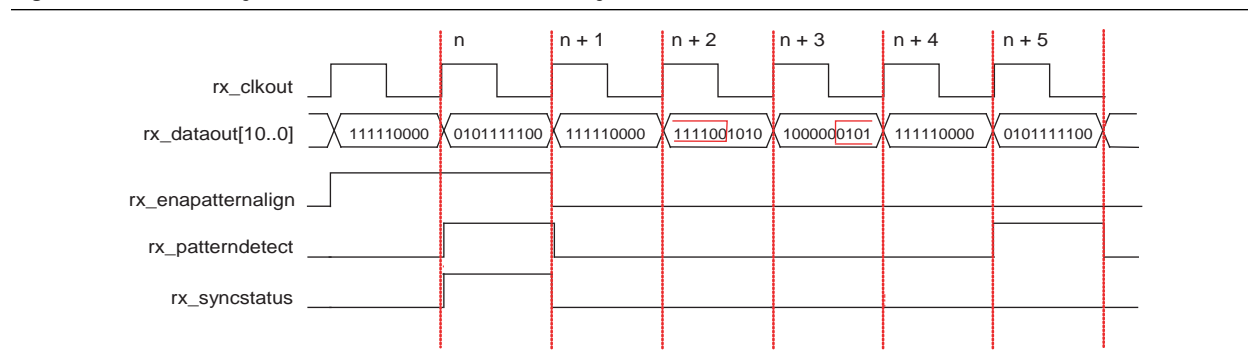 n n + 1 n + 2 n + 3 n + 4 n + 5
rx_clkout
rx_dataout[10..0] 111110000 0101111100 111110000 1111001010 1000000101 111110000 0101111100
rx_enapatternalign
rx_patterndetect
rx_syncstatus